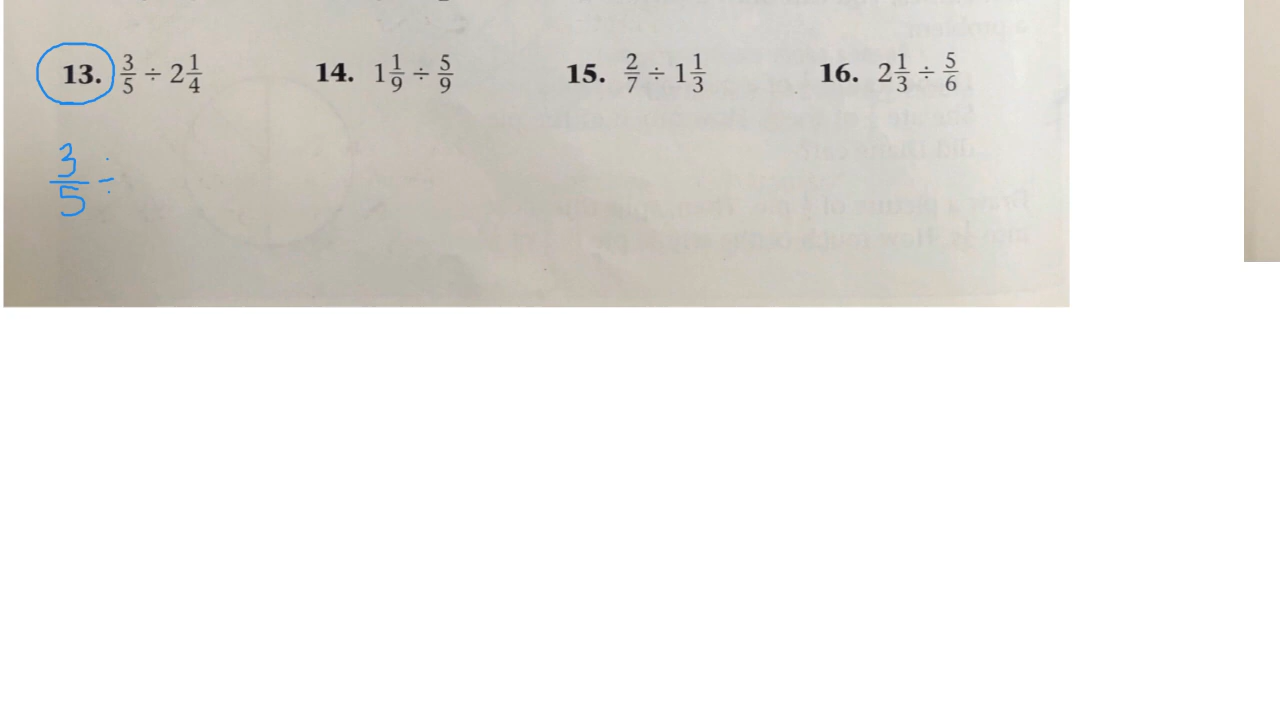 13. 3/5 ÷ 2 1/4 14. 1 1/9 ÷ 5/9 15. 2/7 ÷ 1 1/3 16. 2 1/3 ÷ 5/6
3/5 ÷